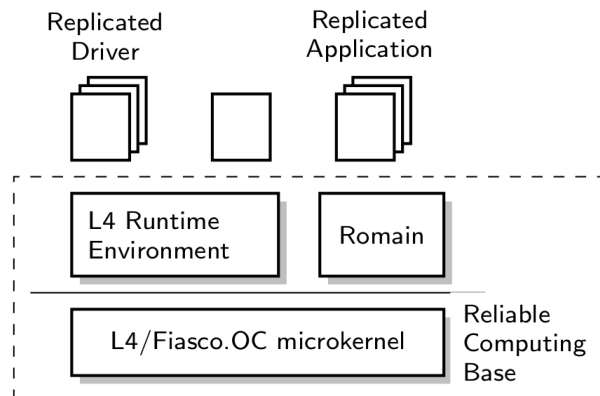 Replicated
Driver
Replicated
Application
L4 Runtime
Environment
Romain
L4/Fiasco.OC microkernel
Reliable
Computing
Base